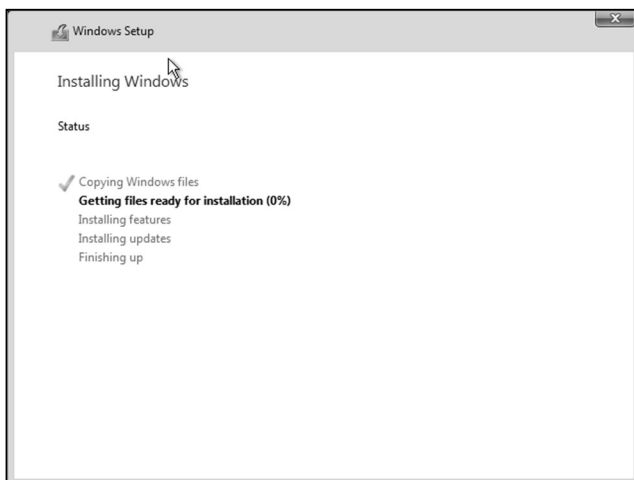 Windows Setup
Installing Windows
Status
Copying Windows files
Getting files ready for installation (0%)
Installing features
Installing updates
Finishing up